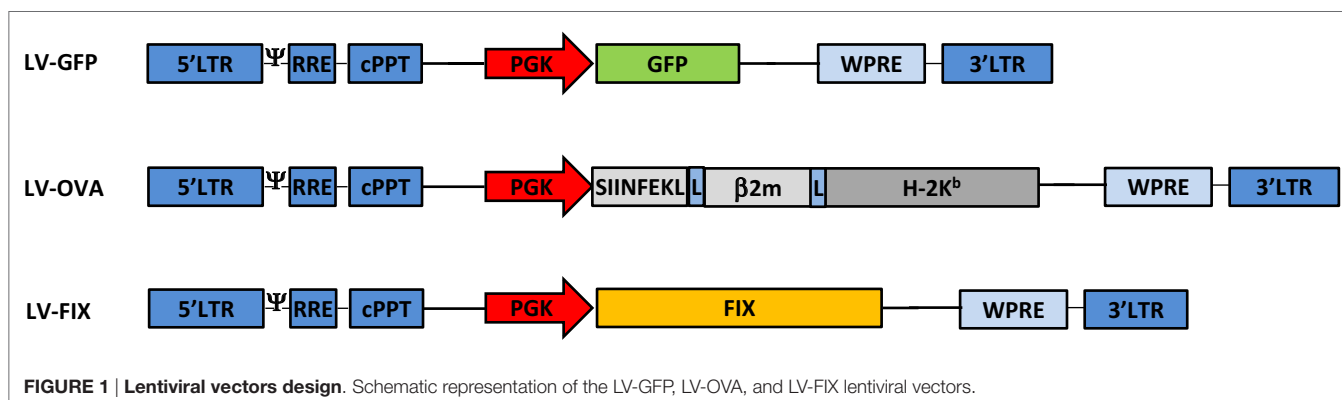 LV-GFP 5'LTR Ψ RRE cPPT PGK GFP WPRE 3'LTR
LV-OVA 5'LTR Ψ RRE cPPT PGK SIINFEKL L β2m L H-2Kᵇ WPRE 3'LTR
LV-FIX 5'LTR Ψ RRE cPPT PGK FIX WPRE 3'LTR
FIGURE 1 | Lentiviral vectors design. Schematic representation of the LV-GFP, LV-OVA, and LV-FIX lentiviral vectors.